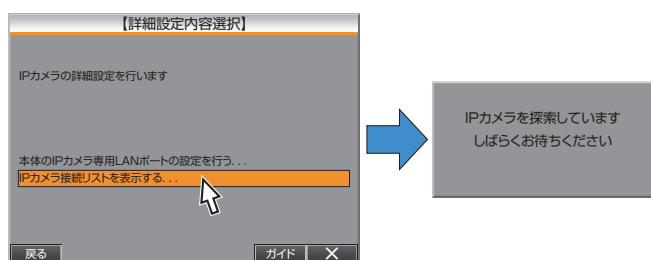 【詳細設定内容選択】
IPカメラの詳細設定を行います
本体のIPカメラ専用LANポートの設定を行う...
IPカメラ接続リストを表示する...
戻る
ガイド
IPカメラを探索しています
しばらくお待ちください